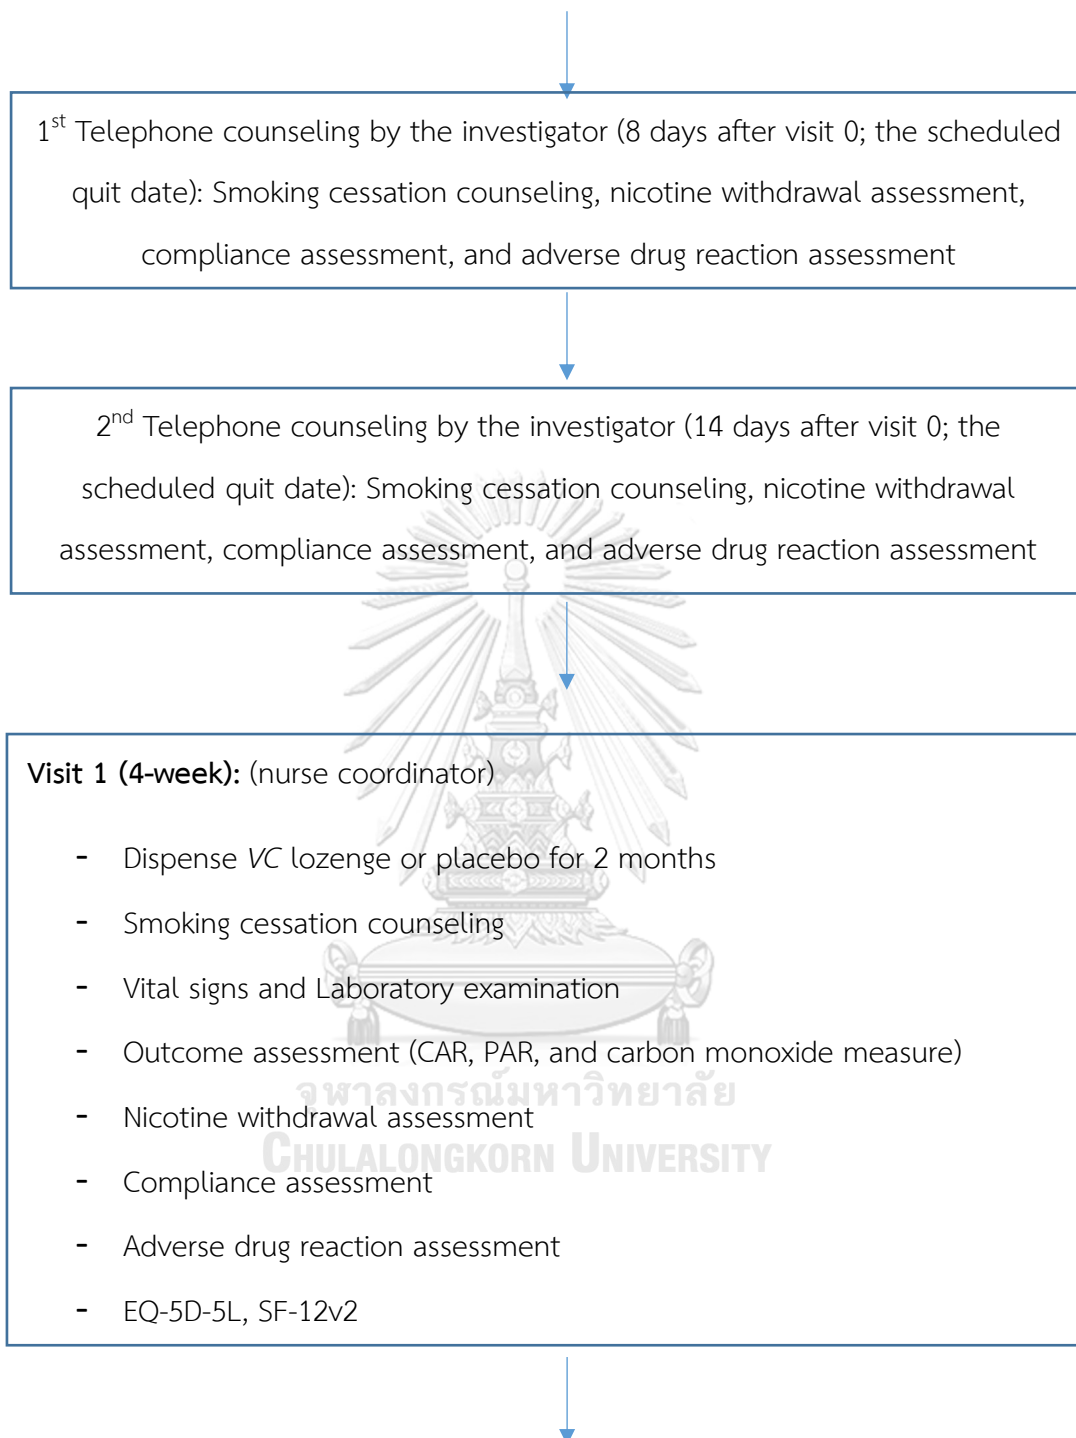 1st Telephone counseling by the investigator (8 days after visit 0; the scheduled
quit date): Smoking cessation counseling, nicotine withdrawal assessment,
compliance assessment, and adverse drug reaction assessment
2nd Telephone counseling by the investigator (14 days after visit 0; the
scheduled quit date): Smoking cessation counseling, nicotine withdrawal
assessment, compliance assessment, and adverse drug reaction assessment
Visit 1 (4-week): (nurse coordinator)
- Dispense VC lozenge or placebo for 2 months
- Smoking cessation counseling
- Vital signs and Laboratory examination
- Outcome assessment (CAR, PAR, and carbon monoxide measure)
จุฬาลงกรณ์มหาวิทยาลัย
- Nicotine withdrawal assessment
CHULALONGKORN UNIVERSITY
- Compliance assessment
- Adverse drug reaction assessment
- EQ-5D-5L, SF-12v2